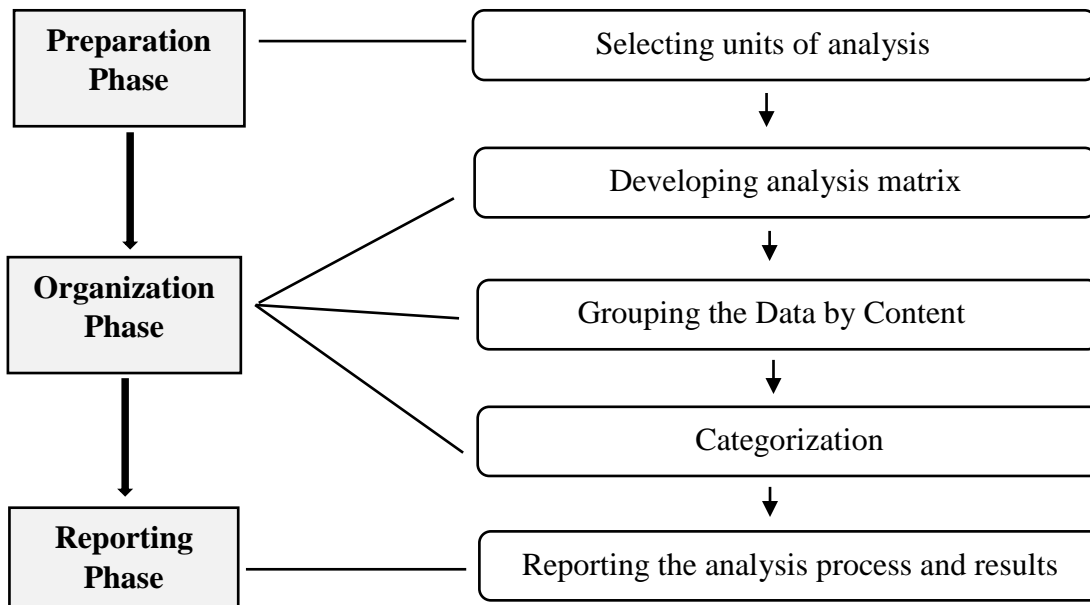 Preparation
Phase
Selecting units of analysis
Developing analysis matrix
Organization
Phase
Grouping the Data by Content
Categorization
Reporting
Phase
Reporting the analysis process and results